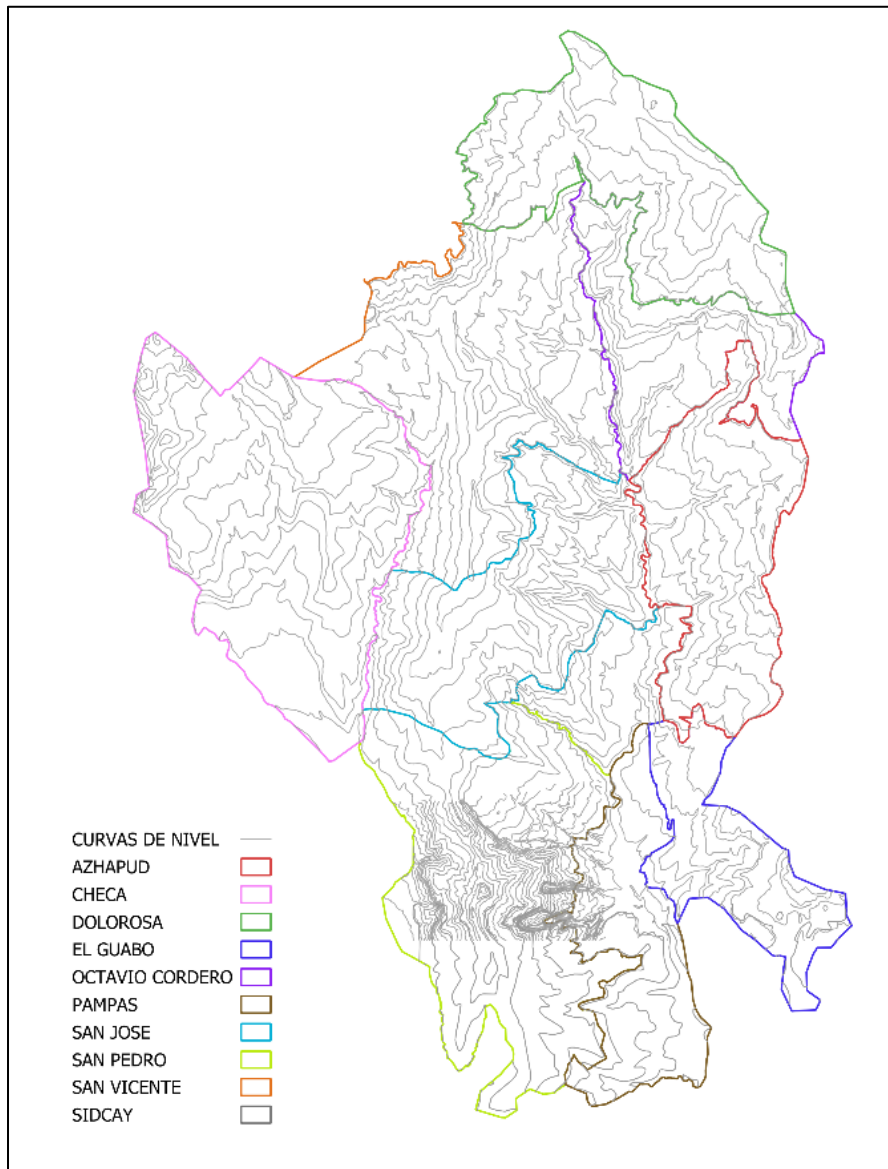 CURVAS DE NIVEL
AZHAPUD
CHECA
DOLOROSA
EL GUABO
OCTAVIO CORDERO
PAMPAS
SAN JOSE
SAN PEDRO
SAN VICENTE
SIDCAY